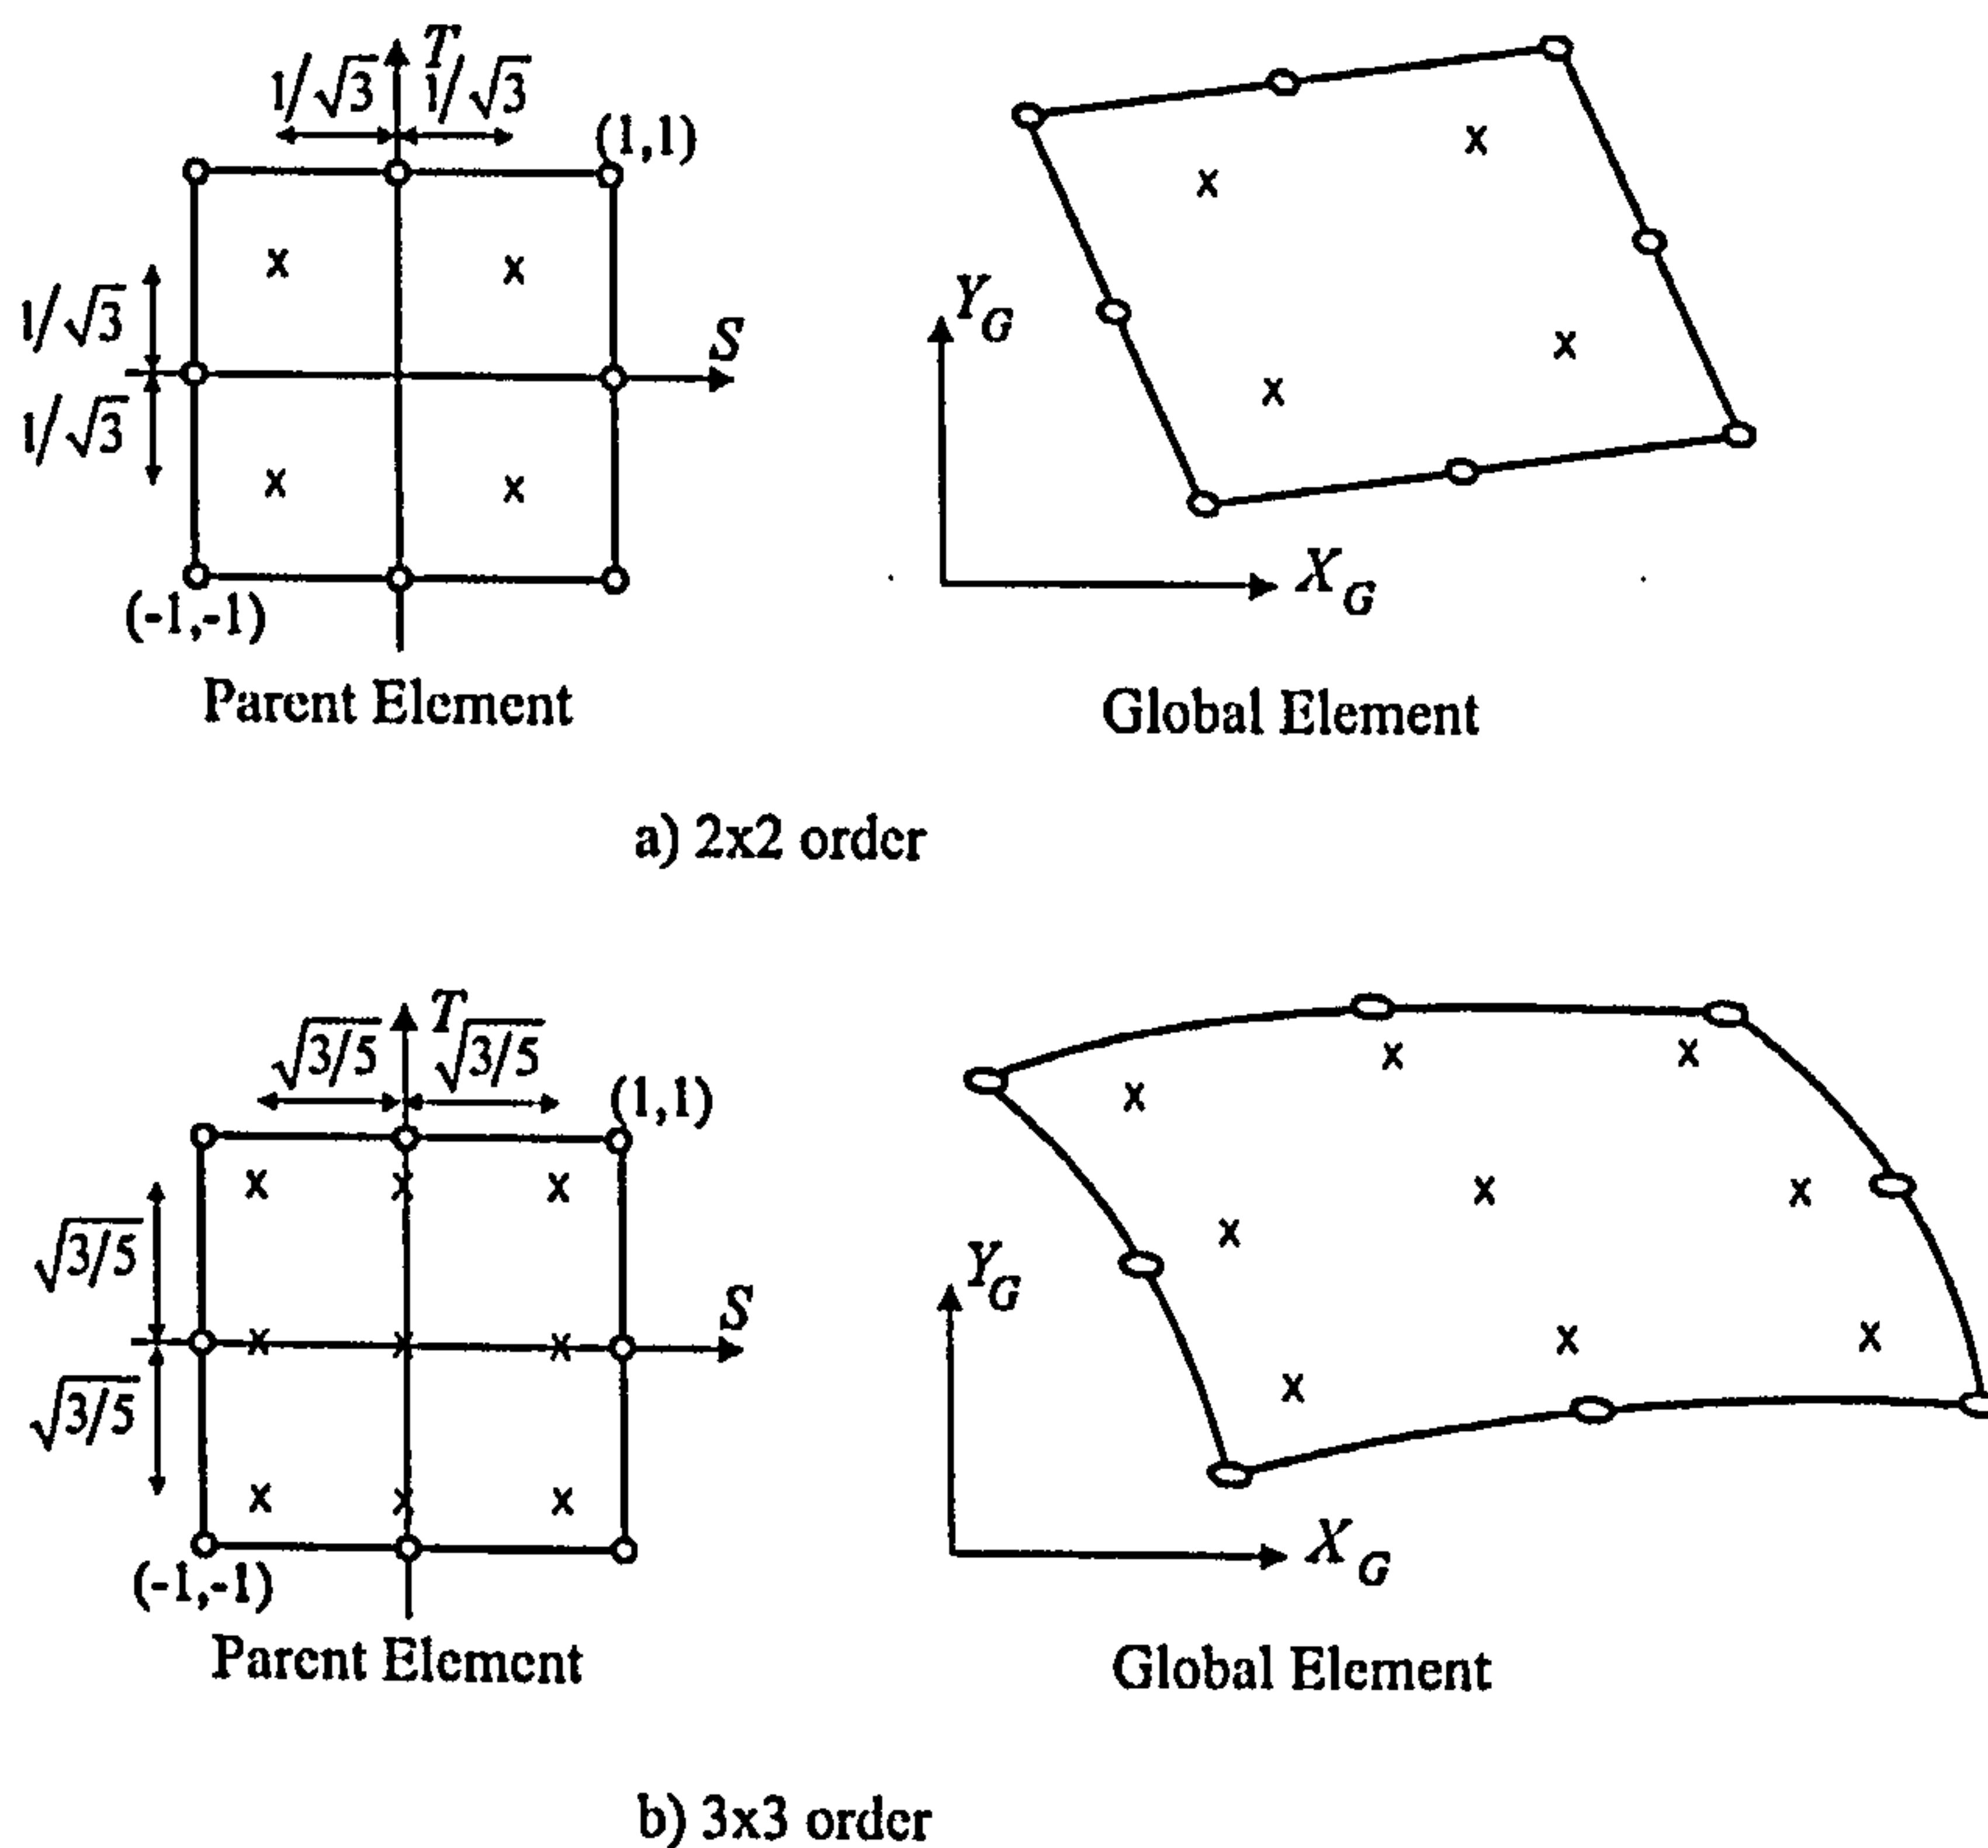 T
1/√3 1/√3
(1,1)
1/√3
S
1/√3
(-1,-1)
Parent Element
Y_G
X_G
Global Element
a) 2x2 order
T
√3/5 √3/5
(1,1)
√3/5
S
√3/5
(-1,-1)
Parent Element
Y_G
X_G
Global Element
b) 3x3 order